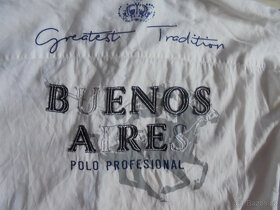 Greatest Tradition
BUENOS
AIRES
POLO PROFESIONAL